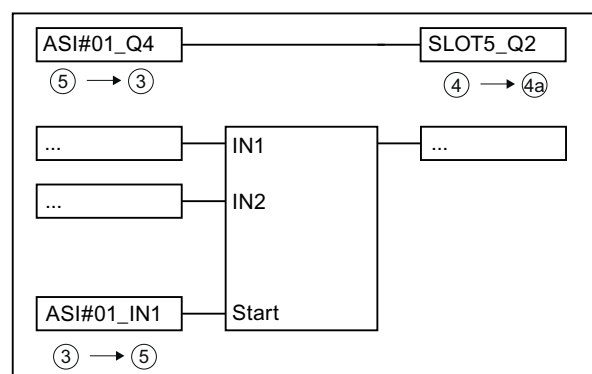 ASI#01_Q4 SLOT5_Q2
5 → 3 4 → 4a
... IN1 ...
... IN2
ASI#01_IN1 Start
3 → 5